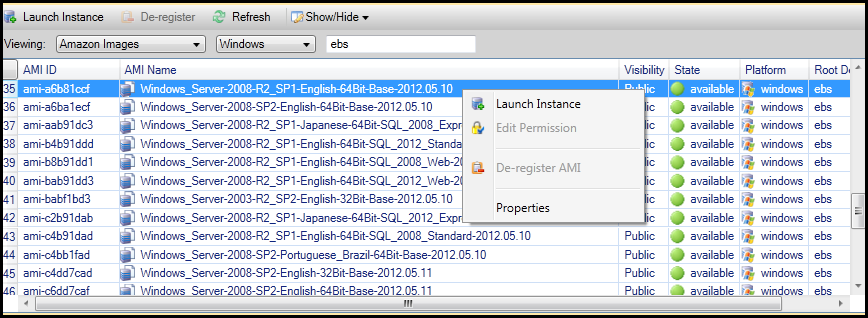 Launch Instance De-register Refresh Show/Hide
Viewing: Amazon Images Windows ebs
AMI ID AMI Name Visibility State Platform Root De
35 ami-a6b81ccf Windows_Server-2008-R2_SP1-English-64Bit-Base-2012.05.10 Public available windows ebs
36 ami-a6ba1ecf Windows_Server-2008-SP2-English-64Bit-Base-2012.05.10 available windows ebs
37 ami-aab91dc3 Windows_Server-2008-R2_SP1-Japanese-64Bit-SQL_2008_Expr available windows ebs
38 ami-b4b91ddd Windows_Server-2008-R2_SP1-English-64Bit-SQL_2012_Standa available windows ebs
39 ami-b8b91dd1 Windows_Server-2008-R2_SP1-English-64Bit-SQL_2008_Web-20 available windows ebs
40 ami-bab91dd3 Windows_Server-2008-R2_SP1-English-64Bit-SQL_2012_Web-20 available windows ebs
41 ami-babf1bd3 Windows_Server-2003-R2_SP2-English-32Bit-Base-2012.05.10 available windows ebs
42 ami-c2b91dab Windows_Server-2008-R2_SP1-Japanese-64Bit-SQL_2012_Expr available windows ebs
43 ami-c4b91dad Windows_Server-2008-R2_SP1-English-64Bit-SQL_2008_Standard-2012.05.10 Public available windows ebs
44 ami-c4bb1fad Windows_Server-2008-SP2-Portuguese_Brazil-64Bit-Base-2012.05.10 Public available windows ebs
45 ami-c4dd7cad Windows_Server-2008-SP2-English-32Bit-Base-2012.05.11 Public available windows ebs
46 ami-c6dd7caf Windows_Server-2008-SP2-English-64Bit-Base-2012.05.11 Public available windows ebs
Launch Instance
Edit Permission
De-register AMI
Properties